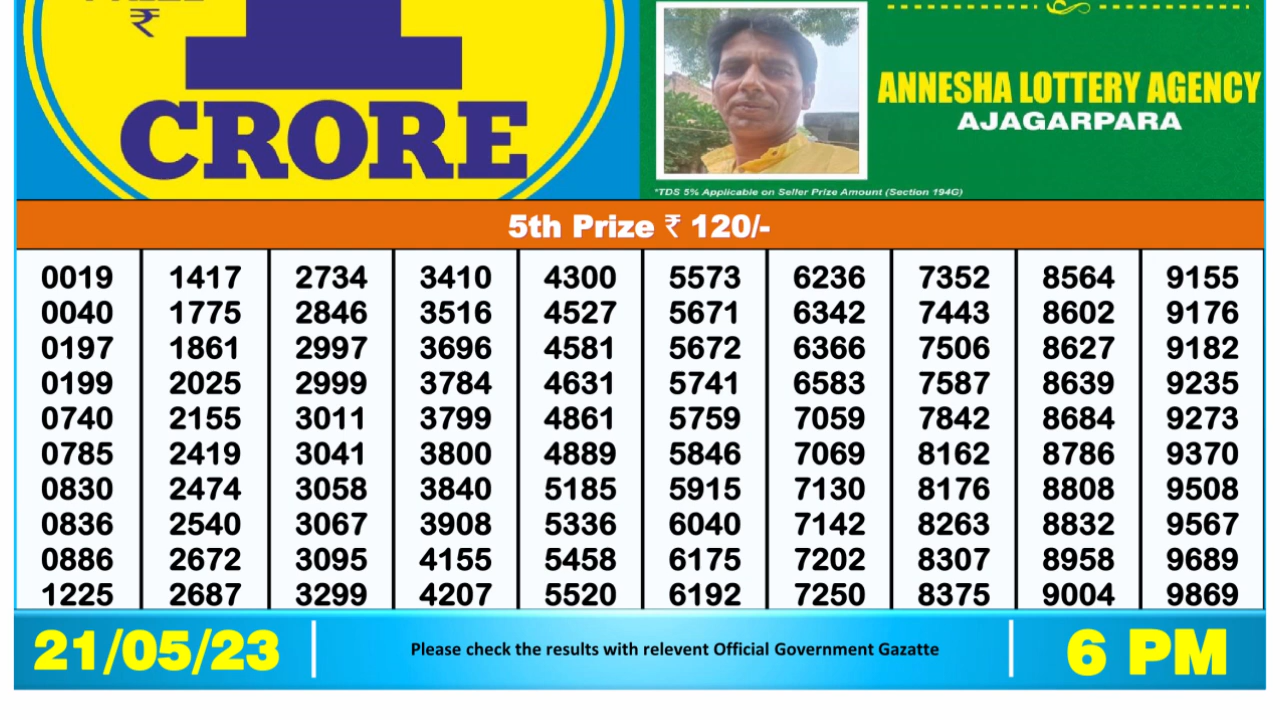 ₹
1
CRORE
ANNESHA LOTTERY AGENCY
AJAGARPARA
*TDS 5% Applicable on Seller Prize Amount (Section 194G)
5th Prize ₹ 120/-
0019 1417 2734 3410 4300 5573 6236 7352 8564 9155
0040 1775 2846 3516 4527 5671 6342 7443 8602 9176
0197 1861 2997 3696 4581 5672 6366 7506 8627 9182
0199 2025 2999 3784 4631 5741 6583 7587 8639 9235
0740 2155 3011 3799 4861 5759 7059 7842 8684 9273
0785 2419 3041 3800 4889 5846 7069 8162 8786 9370
0830 2474 3058 3840 5185 5915 7130 8176 8808 9508
0836 2540 3067 3908 5336 6040 7142 8263 8832 9567
0886 2672 3095 4155 5458 6175 7202 8307 8958 9689
1225 2687 3299 4207 5520 6192 7250 8375 9004 9869
21/05/23
Please check the results with relevent Official Government Gazatte
6 PM